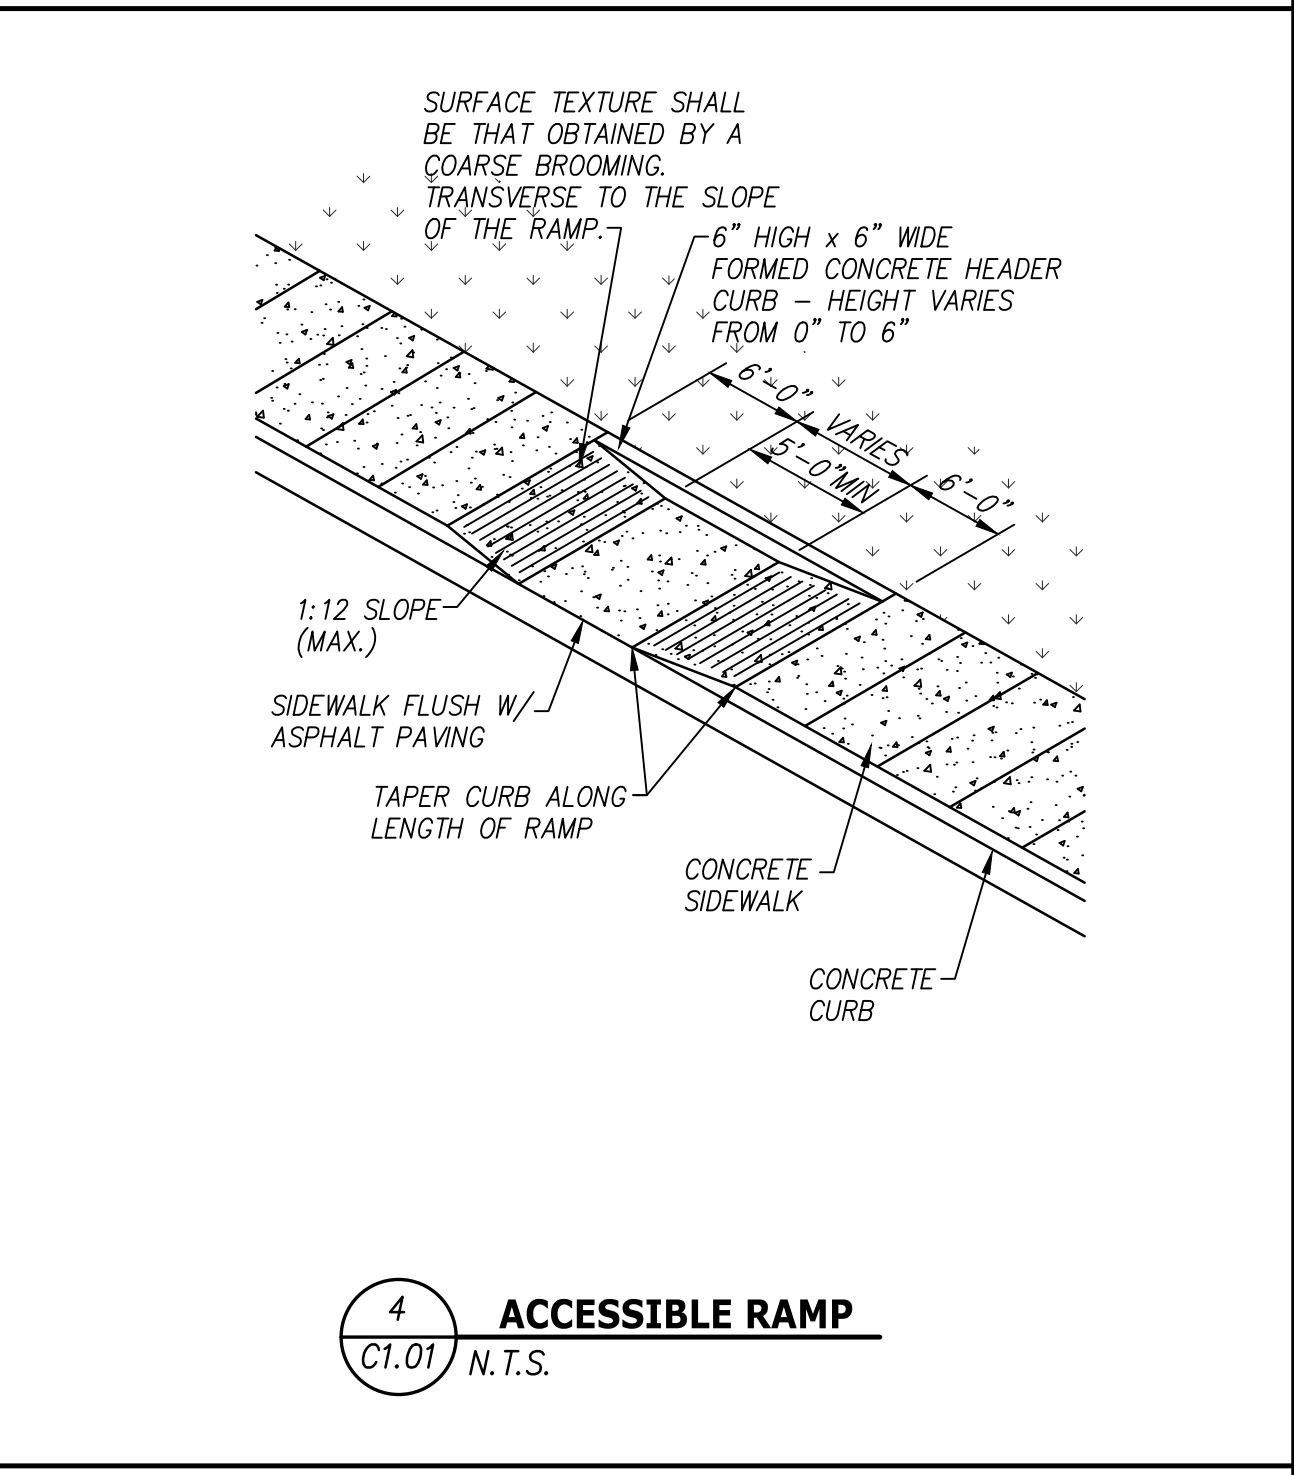 SURFACE TEXTURE SHALL
BE THAT OBTAINED BY A
COARSE BROOMING.
TRANSVERSE TO THE SLOPE
OF THE RAMP.
6" HIGH x 6" WIDE
FORMED CONCRETE HEADER
CURB – HEIGHT VARIES
FROM 0" TO 6"
6'-0"
VARIES
5'-0" MIN
6'-0"
1:12 SLOPE
(MAX.)
SIDEWALK FLUSH W/
ASPHALT PAVING
TAPER CURB ALONG
LENGTH OF RAMP
CONCRETE
SIDEWALK
CONCRETE
CURB
4
C1.01
ACCESSIBLE RAMP
N.T.S.